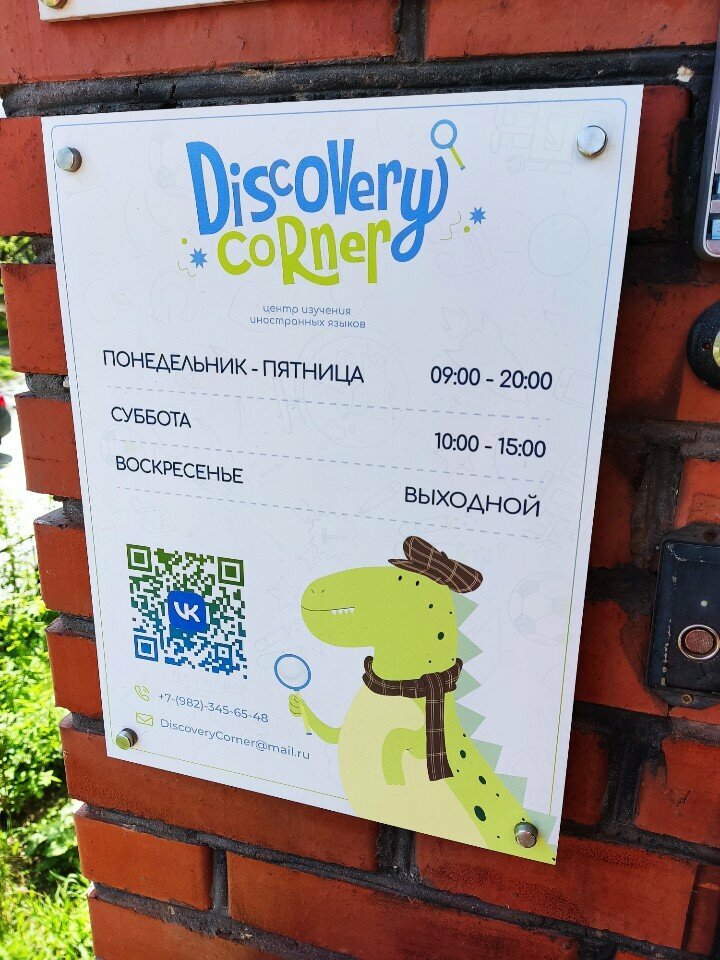 Discovery
corner
центр изучения
иностранных языков
ПОНЕДЕЛЬНИК - ПЯТНИЦА 09:00 - 20:00
СУББОТА 10:00 - 15:00
ВОСКРЕСЕНЬЕ ВЫХОДНОЙ
VK
+7-(982)-345-65-48
DiscoveryCorner@mail.ru